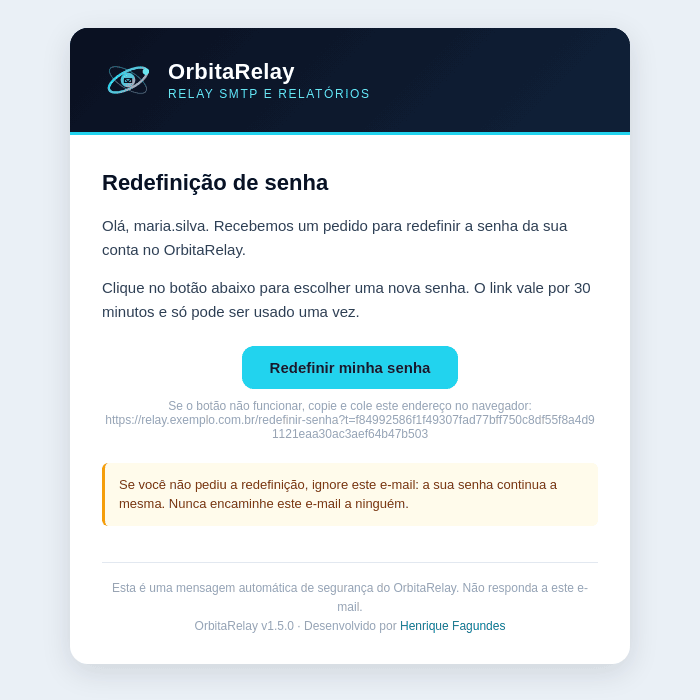 OrbitaRelay
RELAY SMTP E RELATÓRIOS
Redefinição de senha
Olá, maria.silva. Recebemos um pedido para redefinir a senha da sua
conta no OrbitaRelay.
Clique no botão abaixo para escolher uma nova senha. O link vale por 30
minutos e só pode ser usado uma vez.
Redefinir minha senha
Se o botão não funcionar, copie e cole este endereço no navegador:
https://relay.exemplo.com.br/redefinir-senha?t=f84992586f1f49307fad77bff750c8df55f8a4d9
1121eaa30ac3aef64b47b503
Se você não pediu a redefinição, ignore este e-mail: a sua senha continua a
mesma. Nunca encaminhe este e-mail a ninguém.
Esta é uma mensagem automática de segurança do OrbitaRelay. Não responda a este e-
mail.
OrbitaRelay v1.5.0 · Desenvolvido por Henrique Fagundes